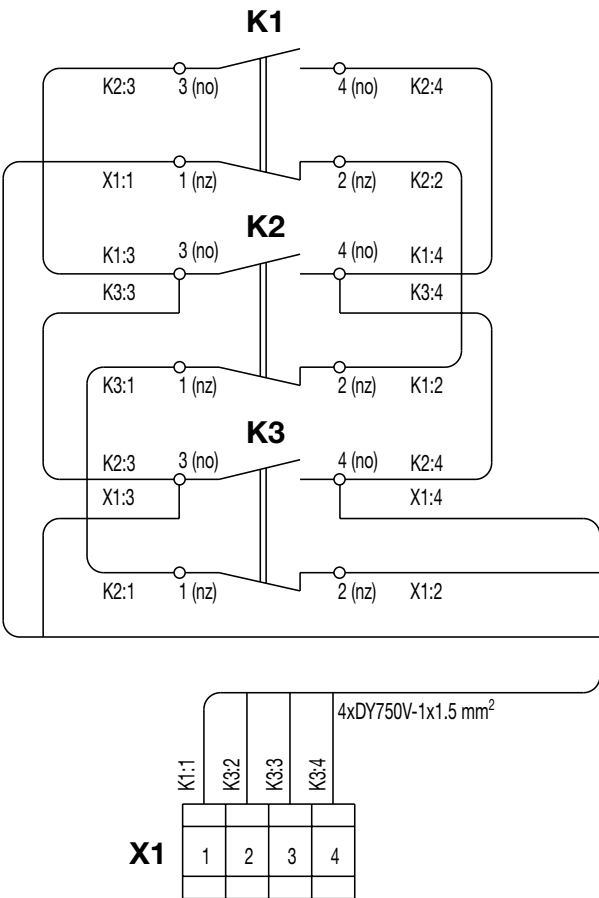 K1
K2:3 3 (no) 4 (no) K2:4
X1:1 1 (nz) 2 (nz) K2:2
K2
K1:3 3 (no) 4 (no) K1:4
K3:3 K3:4
K3:1 1 (nz) 2 (nz) K1:2
K3
K2:3 3 (no) 4 (no) K2:4
X1:3 X1:4
K2:1 1 (nz) 2 (nz) X1:2
4xDY750V-1x1.5 mm²
K1:1 K3:2 K3:3 K3:4
X1 1 2 3 4